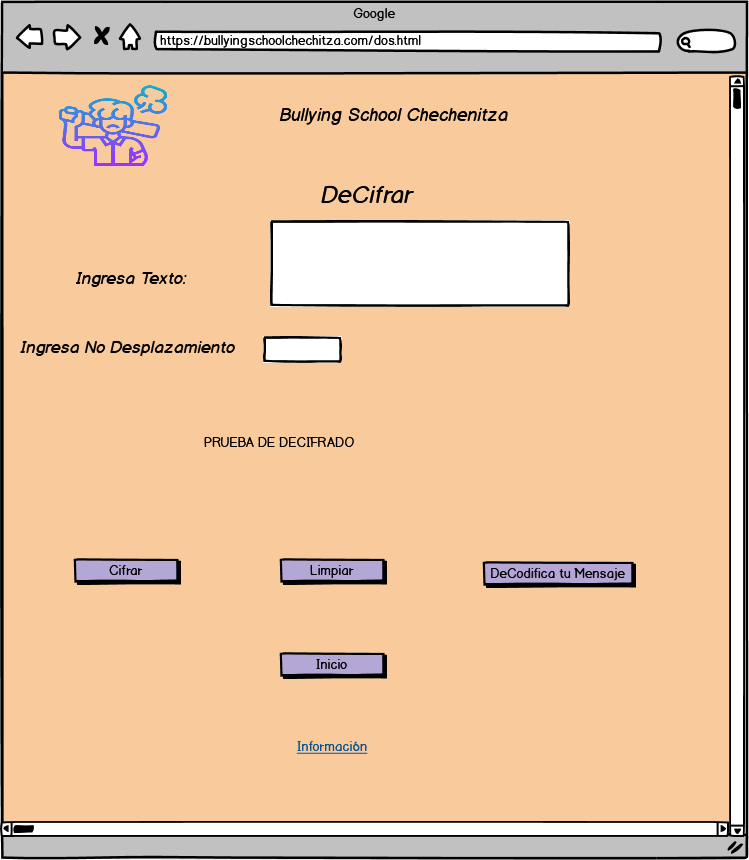 Google
https://bullyingschoolchechitza.com/dos.html
Bullying School Chechenitza
DeCifrar
Ingresa Texto:
Ingresa No Desplazamiento
PRUEBA DE DECIFRADO
Cifrar
Limpiar
DeCodifica tu Mensaje
Inicio
Información